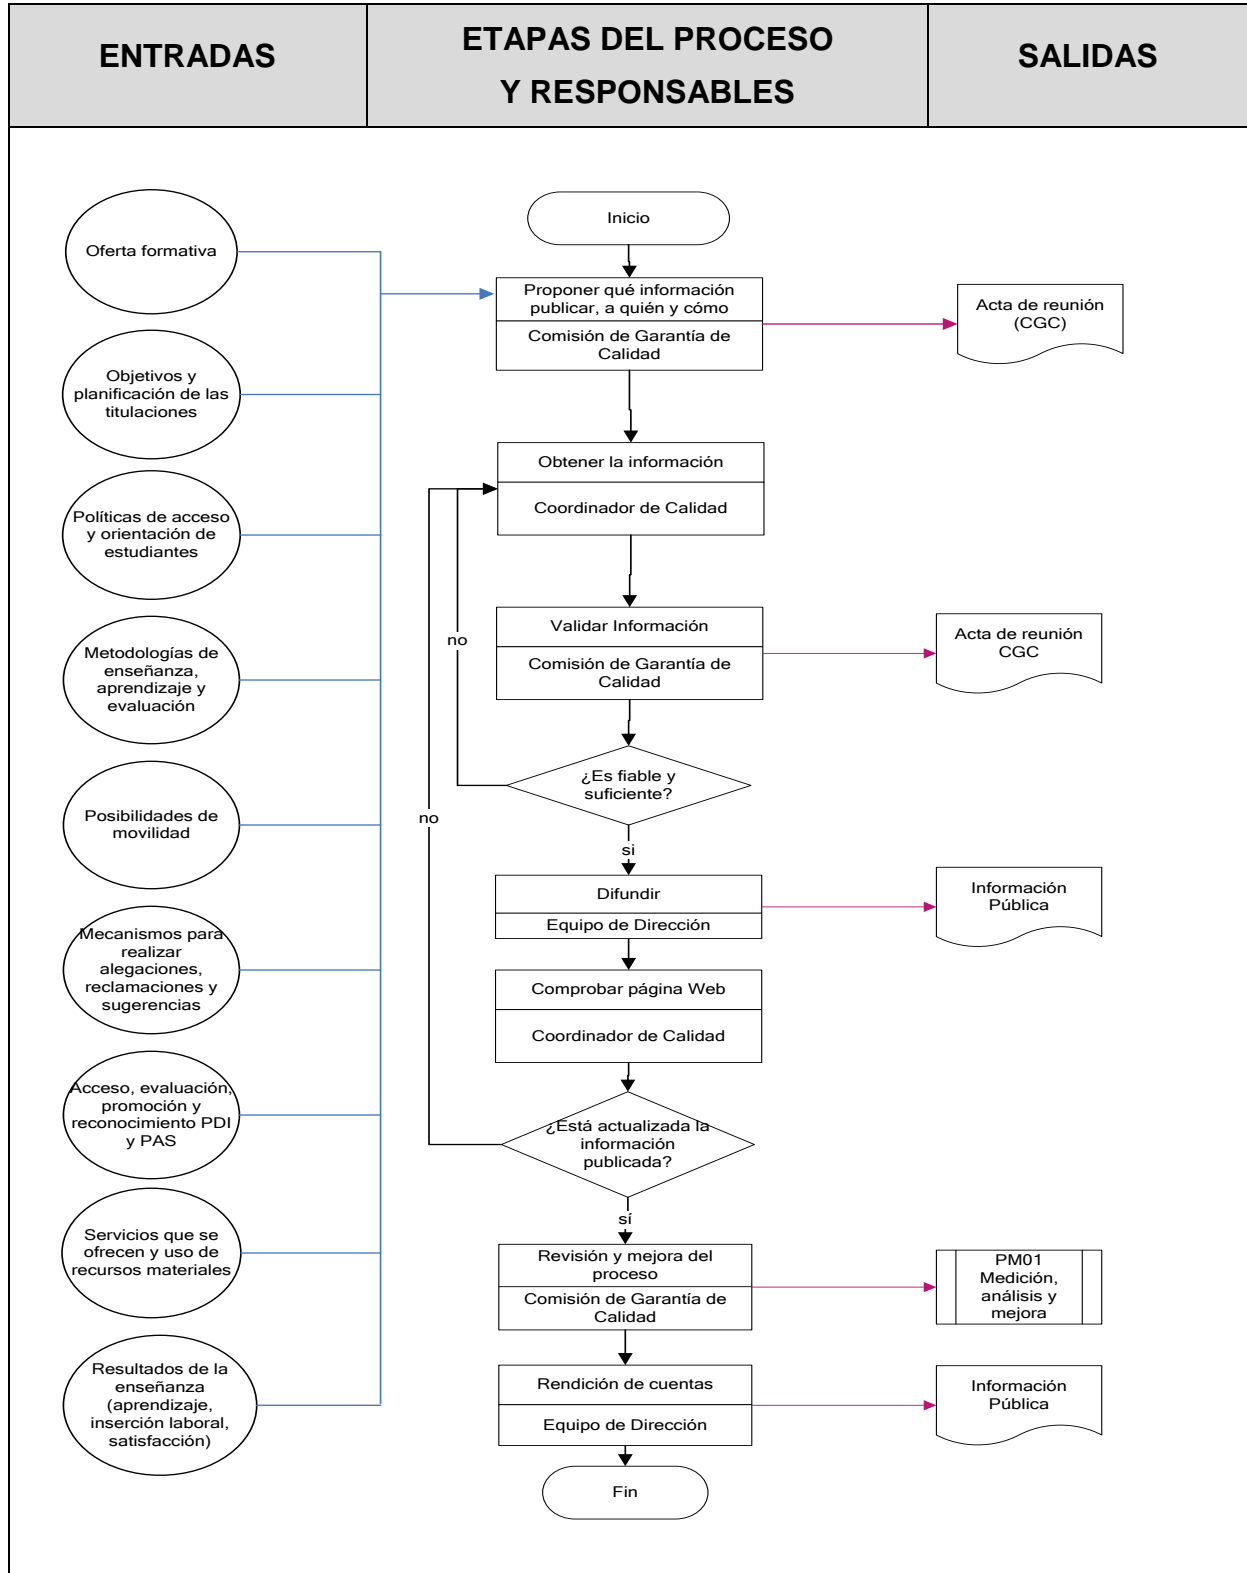 ENTRADAS
ETAPAS DEL PROCESO
Y RESPONSABLES
SALIDAS
Oferta formativa
Objetivos y
planificación de las
titulaciones
Políticas de acceso
y orientación de
estudiantes
Metodologías de
enseñanza,
aprendizaje y
evaluación
Posibilidades de
movilidad
Mecanismos para
realizar
alegaciones,
reclamaciones y
sugerencias
Acceso, evaluación,
promoción y
reconocimiento PDI
y PAS
Servicios que se
ofrecen y uso de
recursos materiales
Resultados de la
enseñanza
(aprendizaje,
inserción laboral,
satisfacción)
Inicio
Proponer qué información
publicar, a quién y cómo
Comisión de Garantía de
Calidad
Obtener la información
Coordinador de Calidad
Validar Información
Comisión de Garantía de
Calidad
no
¿Es fiable y
suficiente?
no
si
Difundir
Equipo de Dirección
Comprobar página Web
Coordinador de Calidad
¿Está actualizada la
información
publicada?
sí
Revisión y mejora del
proceso
Comisión de Garantía de
Calidad
Rendición de cuentas
Equipo de Dirección
Fin
Acta de reunión
(CGC)
Acta de reunión
CGC
Información
Pública
PM01
Medición,
análisis y
mejora
Información
Pública